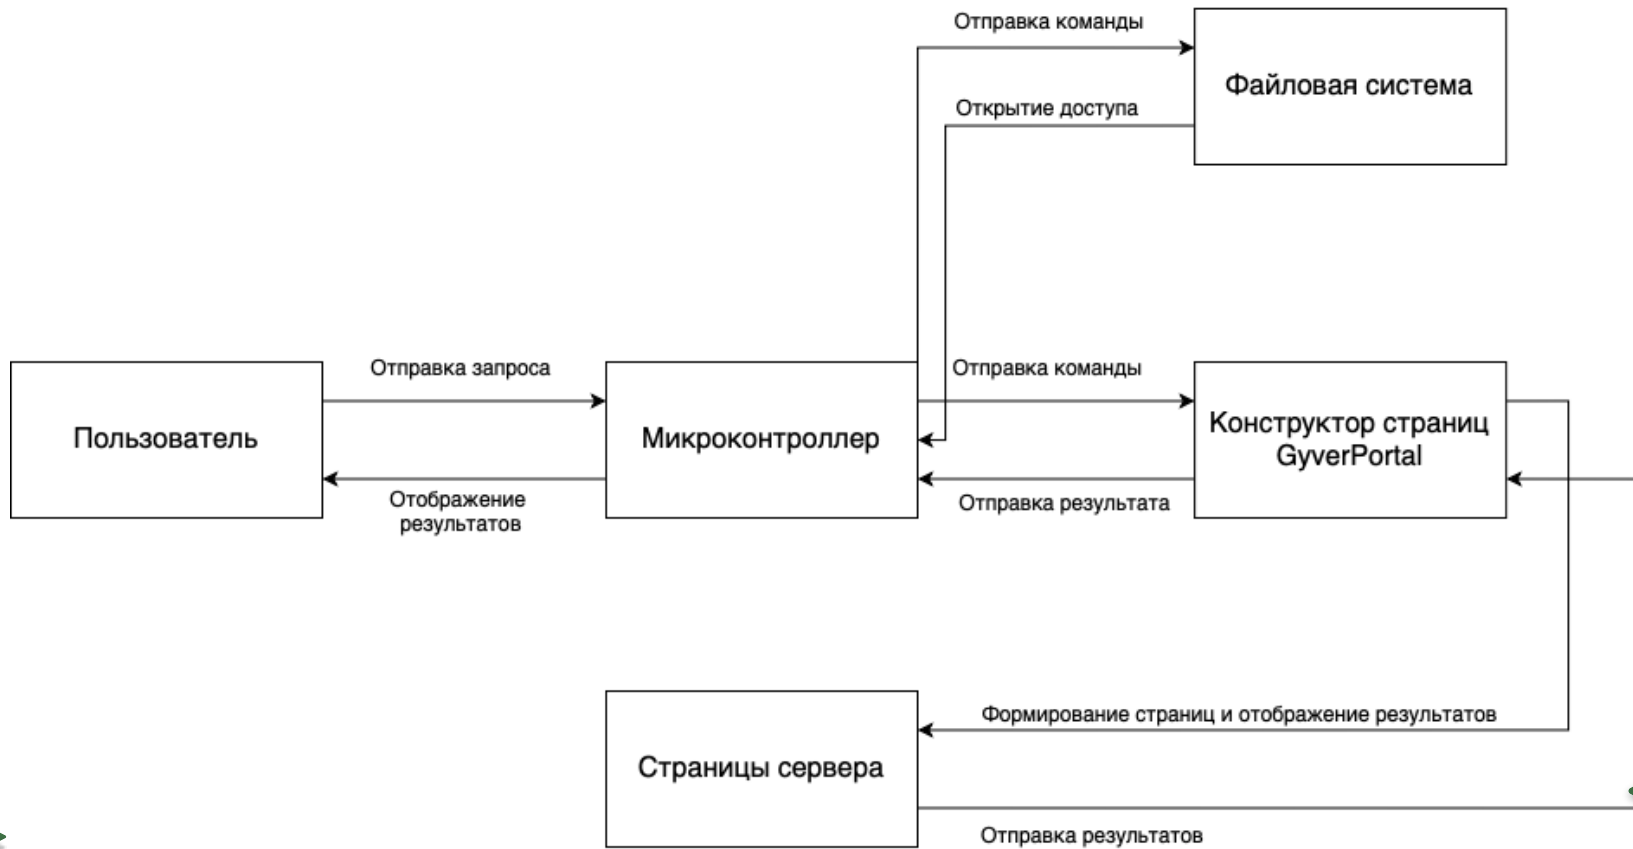 Отправка команды
Файловая система
Открытие доступа
Отправка запроса
Отправка команды
Пользователь
Микроконтроллер
Конструктор страниц
GyverPortal
Отображение
результатов
Отправка результата
Формирование страниц и отображение результатов
Страницы сервера
Отправка результатов